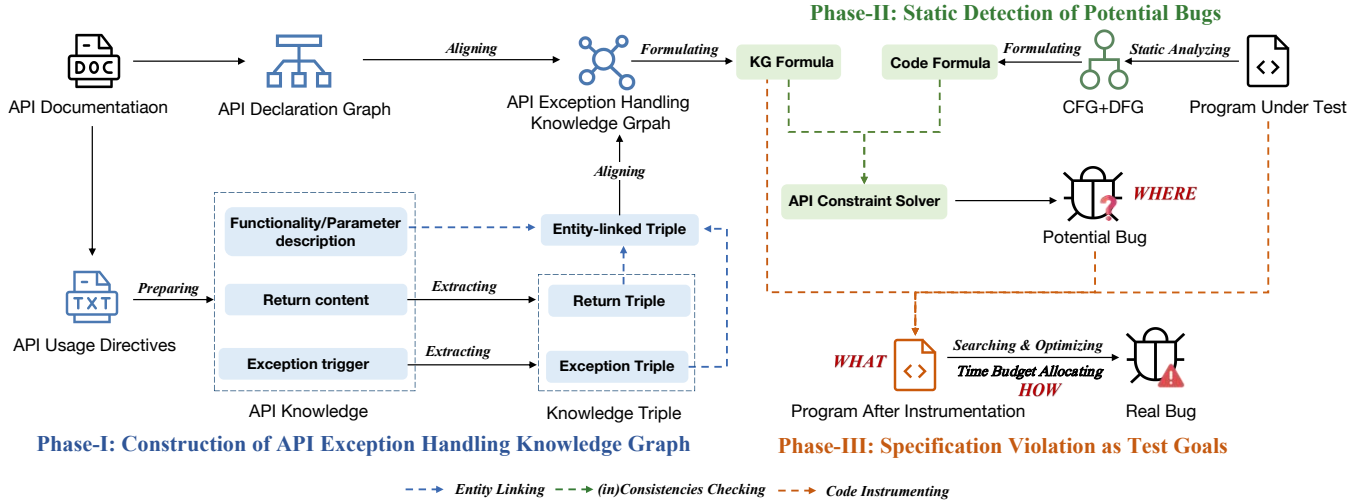 Phase-II: Static Detection of Potential Bugs
DOC
API Documentatiaon
API Declaration Graph
Aligning
API Exception Handling
Knowledge Grpah
Formulating
KG Formula
Code Formula
Formulating
CFG+DFG
Static Analyzing
Program Under Test
Aligning
API Constraint Solver
?
WHERE
Potential Bug
Functionality/Parameter
description
Entity-linked Triple
TXT
API Usage Directives
Preparing
Return content
Extracting
Return Triple
Exception trigger
Extracting
Exception Triple
API Knowledge
Knowledge Triple
WHAT
Program After Instrumentation
Searching & Optimizing
Time Budget Allocating
HOW
Real Bug
Phase-I: Construction of API Exception Handling Knowledge Graph
Phase-III: Specification Violation as Test Goals
Entity Linking
(in)Consistencies Checking
Code Instrumenting